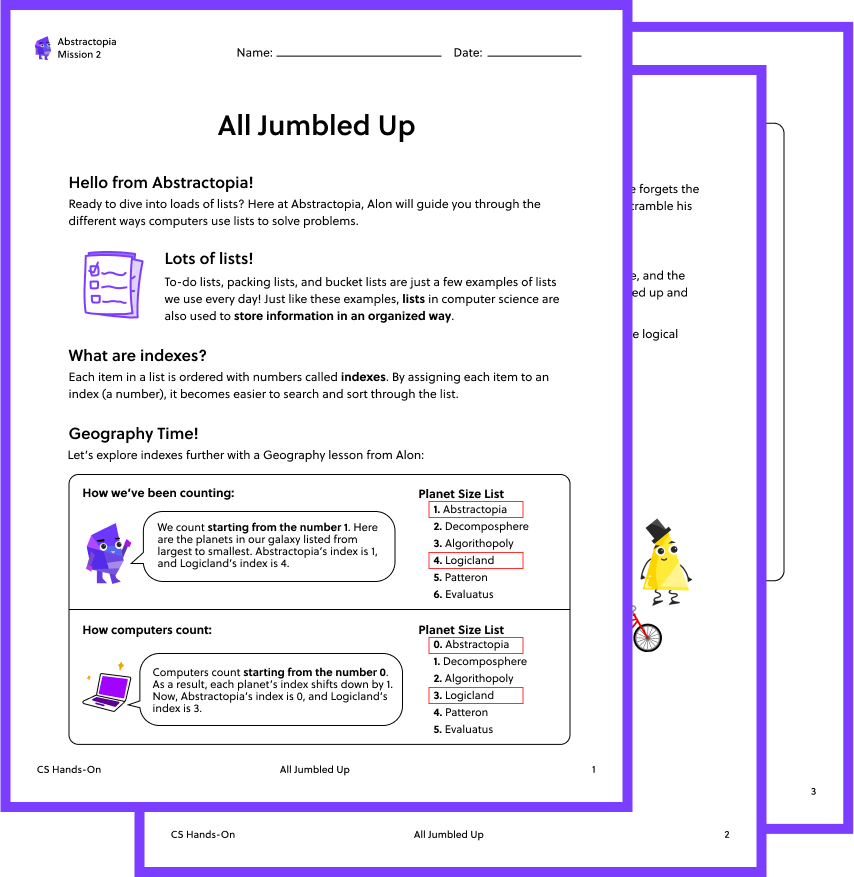 Abstractopia
Mission 2
Name: Date:
All Jumbled Up
Hello from Abstractopia!
Ready to dive into loads of lists? Here at Abstractopia, Alon will guide you through the
different ways computers use lists to solve problems.
Lots of lists!
To-do lists, packing lists, and bucket lists are just a few examples of lists
we use every day! Just like these examples, lists in computer science are
also used to store information in an organized way.
What are indexes?
Each item in a list is ordered with numbers called indexes. By assigning each item to an
index (a number), it becomes easier to search and sort through the list.
Geography Time!
Let's explore indexes further with a Geography lesson from Alon:
How we've been counting:
We count starting from the number 1. Here
are the planets in our galaxy listed from
largest to smallest. Abstractopia's index is 1,
and Logicland's index is 4.
Planet Size List
1. Abstractopia
2. Decomposphere
3. Algorithopoly
4. Logicland
5. Patteron
6. Evaluatus
How computers count:
Computers count starting from the number 0.
As a result, each planet's index shifts down by 1.
Now, Abstractopia's index is 0, and Logicland's
index is 3.
Planet Size List
0. Abstractopia
1. Decomposphere
2. Algorithopoly
3. Logicland
4. Patteron
5. Evaluatus
CS Hands-On All Jumbled Up 1
forgets the
his
, and the
up and
logical
CS Hands-On All Jumbled Up 2
3